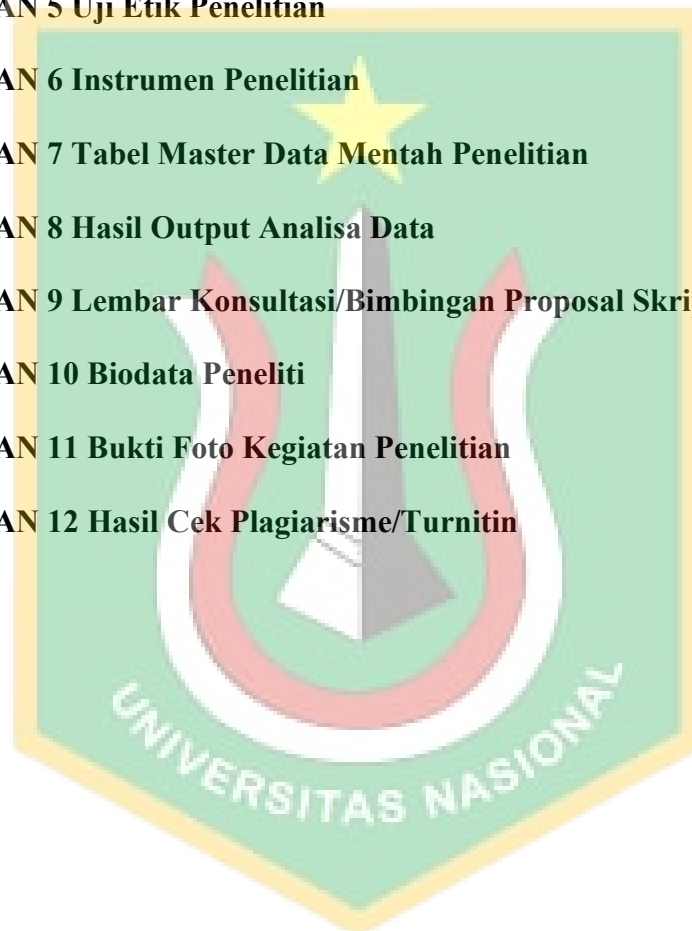 AN 5 Uji Etik Penelitian
AN 6 Instrumen Penelitian
AN 7 Tabel Master Data Mentah Penelitian
AN 8 Hasil Output Analisa Data
AN 9 Lembar Konsultasi/Bimbingan Proposal Skri
AN 10 Biodata Peneliti
AN 11 Bukti Foto Kegiatan Penelitian
AN 12 Hasil Cek Plagiarisme/Turnitin
UNIVERSITAS NASIONAL